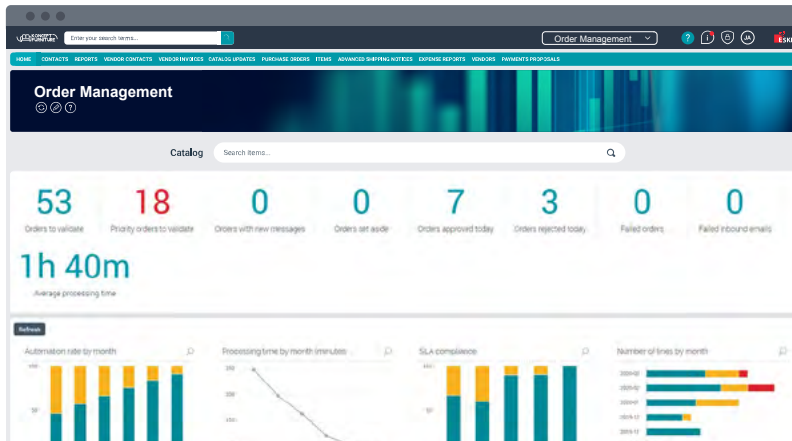 CONCEPT
FURNITURE
Enter your search terms...
Order Management
?
i
JA
ESK
HOME CONTACTS REPORTS VENDOR CONTACTS VENDOR INVOICES CATALOG UPDATES PURCHASE ORDERS ITEMS ADVANCED SHIPPING NOTICES EXPENSE REPORTS VENDORS PAYMENTS PROPOSALS
Order Management
?
Catalog Search items...
53 18 0 0 7 3 0 0
Orders to validate Priority orders to validate Orders with new messages Orders set aside Orders approved today Orders rejected today Failed orders Failed inbound emails
1h 40m
Average processing time
Refresh
Automation rate by month Processing time by month (minutes) SLA compliance Number of lines by month